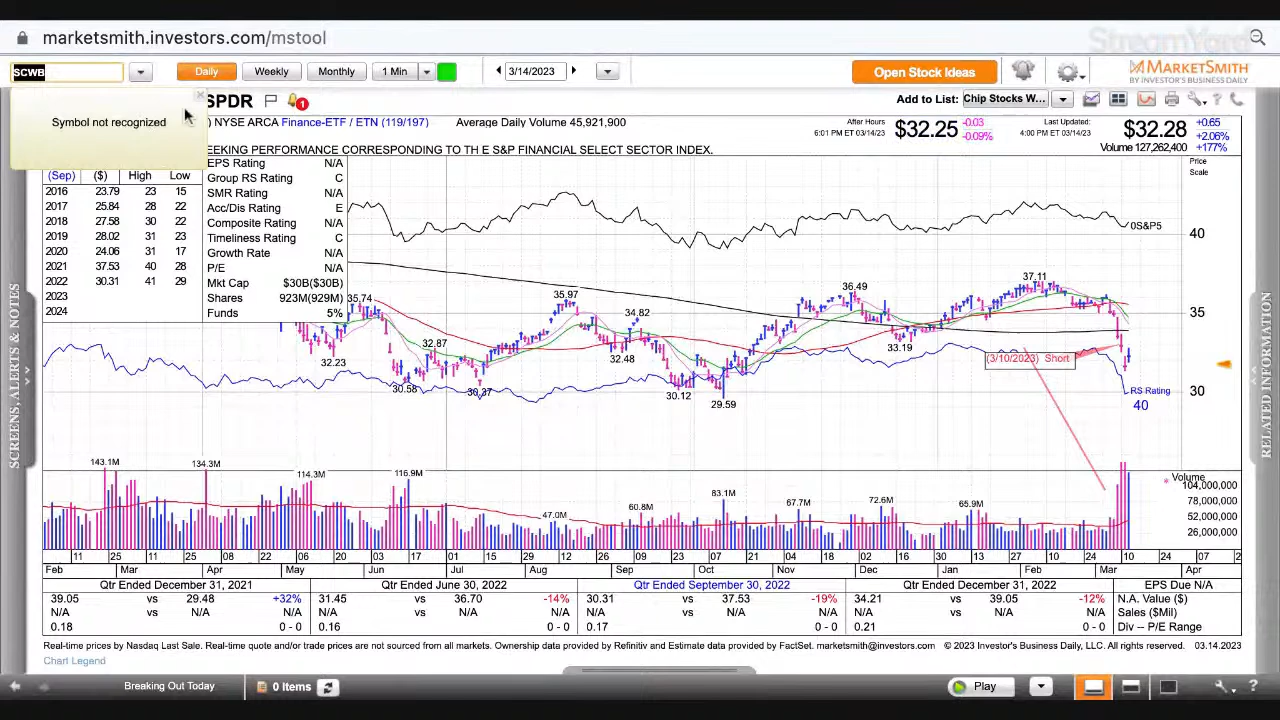 marketsmith.investors.com/mstool
StreamYard
SCWB
Daily
Weekly
Monthly
1 Min
3/14/2023
Open Stock Ideas
MARKETSMITH
BY INVESTOR'S BUSINESS DAILY
Symbol not recognized
SPDR
1
Add to List: Chip Stocks W...
) NYSE ARCA Finance-ETF / ETN (119/197) Average Daily Volume 45,921,900
After Hours
6:01 PM ET 03/14/23
$32.25
-0.03
-0.09%
Last Updated:
4:00 PM ET 03/14/23
$32.28
+0.65
+2.06%
Volume 127,262,400 +177%
EEKING PERFORMANCE CORRESPONDING TO TH E S&P FINANCIAL SELECT SECTOR INDEX.
Price
Scale
(Sep) ($) High Low
2016 23.79 23 15
2017 25.84 28 22
2018 27.58 30 22
2019 28.02 31 23
2020 24.06 31 17
2021 37.53 40 28
2022 30.31 41 29
2023
2024
EPS Rating N/A
Group RS Rating C
SMR Rating N/A
Acc/Dis Rating E
Composite Rating N/A
Timeliness Rating C
Growth Rate N/A
P/E N/A
Mkt Cap $30B($30B)
Shares 923M(929M)
Funds 5%
0S&P5
40
35
30
35.74
32.23
30.58
32.87
30.37
35.97
32.48
34.82
30.12
29.59
36.49
33.19
37.11
(3/10/2023) Short
RS Rating
40
143.1M
134.3M
114.3M
116.9M
47.0M
60.8M
83.1M
67.7M
72.6M
65.9M
Volume
104,000,000
78,000,000
52,000,000
26,000,000
11 25 11 25 08 22 06 20 03 17 01 15 29 12 26 09 23 07 21 04 18 02 16 30 13 27 10 24 10 24 07 2
Feb Mar Apr May Jun Jul Aug Sep Oct Nov Dec Jan Feb Mar Apr
Qtr Ended December 31, 2021
39.05 vs 29.48 +32%
N/A vs N/A N/A
0.18 0 - 0
Qtr Ended June 30, 2022
31.45 vs 36.70 -14%
N/A vs N/A N/A
0.16 0 - 0
Qtr Ended September 30, 2022
30.31 vs 37.53 -19%
N/A vs N/A N/A
0.17 0 - 0
Qtr Ended December 31, 2022
34.21 vs 39.05 -12%
N/A vs N/A N/A
0.21 0 - 0
EPS Due N/A
N.A. Value ($)
Sales ($Mil)
Div -- P/E Range
Real-time prices by Nasdaq Last Sale. Real-time quote and/or trade prices are not sourced from all markets. Ownership data provided by Refinitiv and Estimate data provided by FactSet. marketsmith@investors.com © 2023 Investor's Business Daily, LLC. All rights reserved. 03.14.2023
Chart Legend
SCREENS, ALERTS & NOTES
RELATED INFORMATION
Breaking Out Today
0 Items
Play